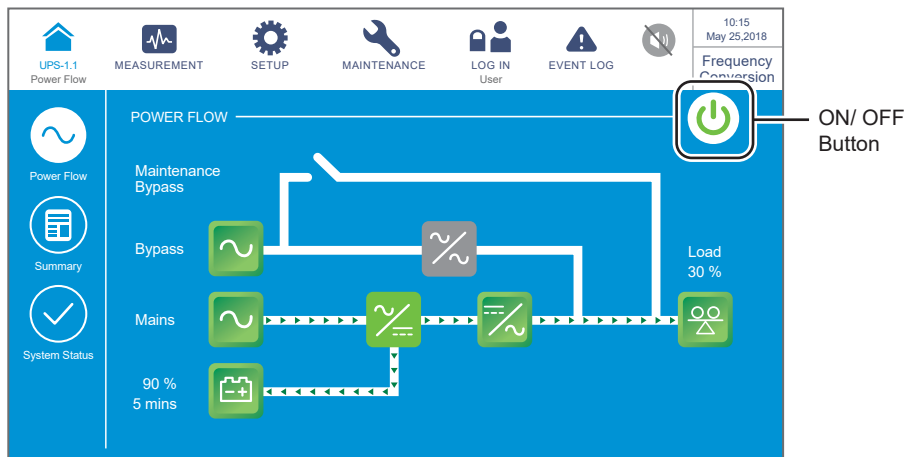 10:15
May 25,2018
UPS-1.1
MEASUREMENT
SETUP
MAINTENANCE
LOG IN
EVENT LOG
Power Flow
User
Frequency
Conversion
POWER FLOW
ON/ OFF
Button
Power Flow
Maintenance
Bypass
Summary
Bypass
Load
30 %
Mains
System Status
90 %
5 mins